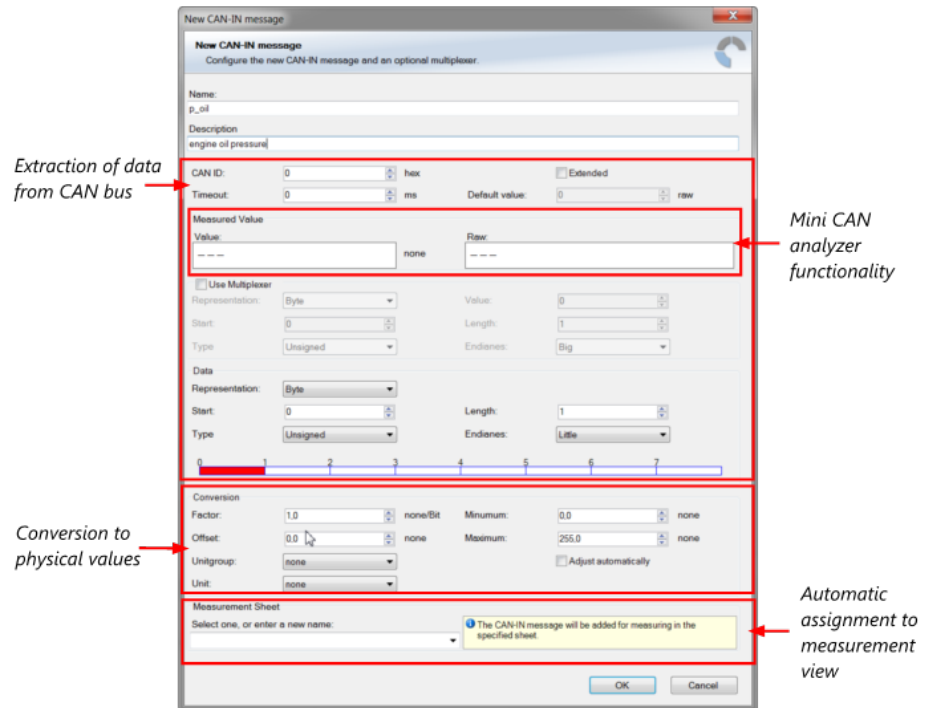 New CAN-IN message
New CAN-IN message
Configure the new CAN-IN message and an optional multiplexer.
Name:
p_oil
Description
engine oil pressure
Extraction of data
from CAN bus
CAN ID: 0 hex Extended
Timeout: 0 ms Default value: 0 raw
Measured Value
Value: Raw:
--- none ---
Mini CAN
analyzer
functionality
Use Multiplexer
Representation: Byte Value: 0
Start: 0 Length: 1
Type Unsigned Endianes: Big
Data
Representation: Byte
Start: 0 Length: 1
Type Unsigned Endianes: Little
0 1 2 3 4 5 6 7
Conversion to
physical values
Conversion
Factor: 1,0 none/Bit Minumum: 0,0 none
Offset: 0,0 none Maximum: 255,0 none
Unitgroup: none Adjust automatically
Unit: none
Measurement Sheet
Select one, or enter a new name:
The CAN-IN message will be added for measuring in the
specified sheet.
Automatic
assignment to
measurement
view
OK Cancel